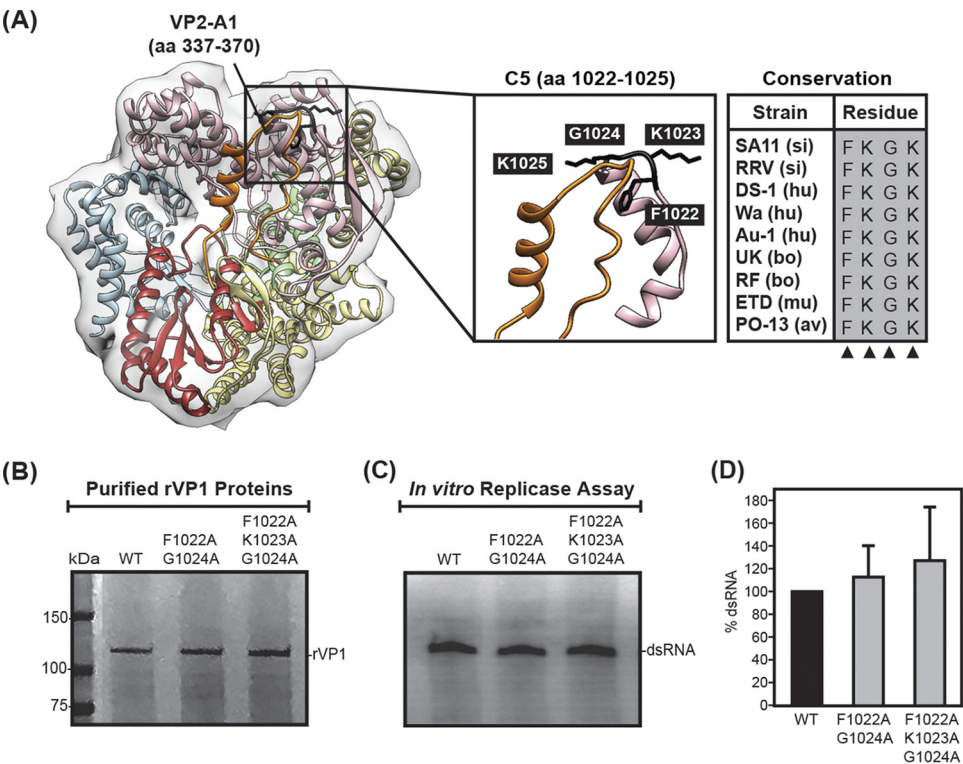 (A)
VP2-A1
(aa 337-370)
C5 (aa 1022-1025)
G1024
K1023
K1025
F1022
Conservation
Strain Residue
SA11 (si) F K G K
RRV (si) F K G K
DS-1 (hu) F K G K
Wa (hu) F K G K
Au-1 (hu) F K G K
UK (bo) F K G K
RF (bo) F K G K
ETD (mu) F K G K
PO-13 (av) F K G K
(B)
Purified rVP1 Proteins
kDa
WT
F1022A
G1024A
F1022A
K1023A
G1024A
150-
100-
75-
-rVP1
(C)
In vitro Replicase Assay
WT
F1022A
G1024A
F1022A
K1023A
G1024A
-dsRNA
(D)
% dsRNA
180
160
140
120
100
80
60
40
20
0
WT
F1022A
G1024A
F1022A
K1023A
G1024A